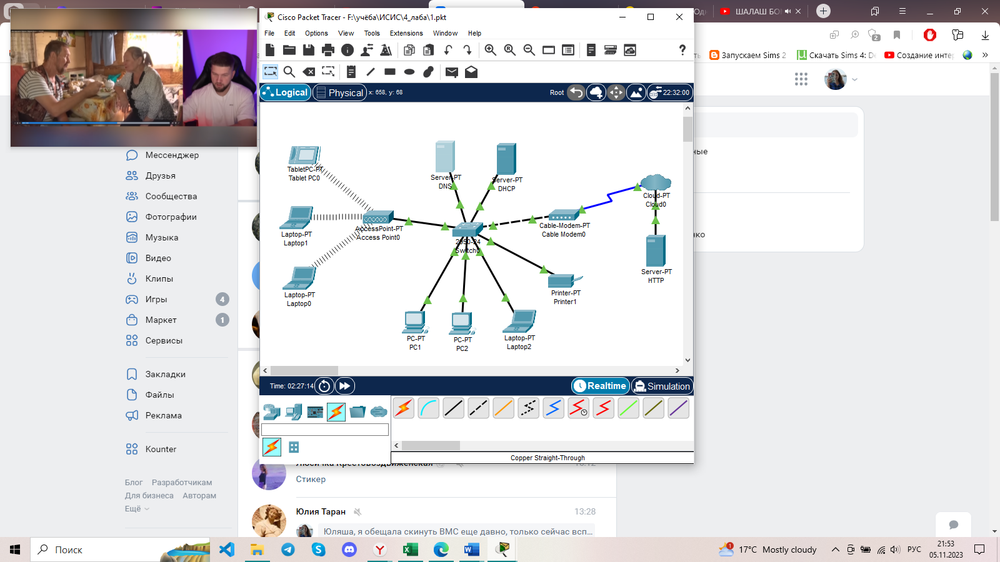 Cisco Packet Tracer - F:\учёба\ИСИС\4_лаба\1.pkt
ШАЛАШ БО
File Edit Options View Tools Extensions Window Help
2
Запускаем Sims 2
Скачать Sims 4: De
Создание интер
Logical
Physical
x: 658, y: 68
Root
22:32:00
TabletPC-PT
Tablet PC0
Server-PT
DNS
Server-PT
DHCP
Cloud-PT
Cloud0
Laptop-PT
Laptop1
AccessPoint-PT
Access Point0
2950-24
Switch0
Cable-Modem-PT
Cable Modem0
Server-PT
HTTP
Laptop-PT
Laptop0
Printer-PT
Printer1
PC-PT
PC1
PC-PT
PC2
Laptop-PT
Laptop2
Time: 02:27:14
Realtime
Simulation
Copper Straight-Through
Мессенджер
Друзья
Сообщества
Фотографии
Музыка
Видео
Клипы
Игры 4
Маркет 1
Сервисы
Закладки
Файлы
Реклама
Kounter
Блог Разработчикам
Для бизнеса Авторам
Ещё
ные
нко
Стикер
Юлия Таран 13:28
Юляша, я обещала скинуть ВМС еще давно, только сейчас всп...
Поиск
1
17°C Mostly cloudy
РУС
21:53
05.11.2023